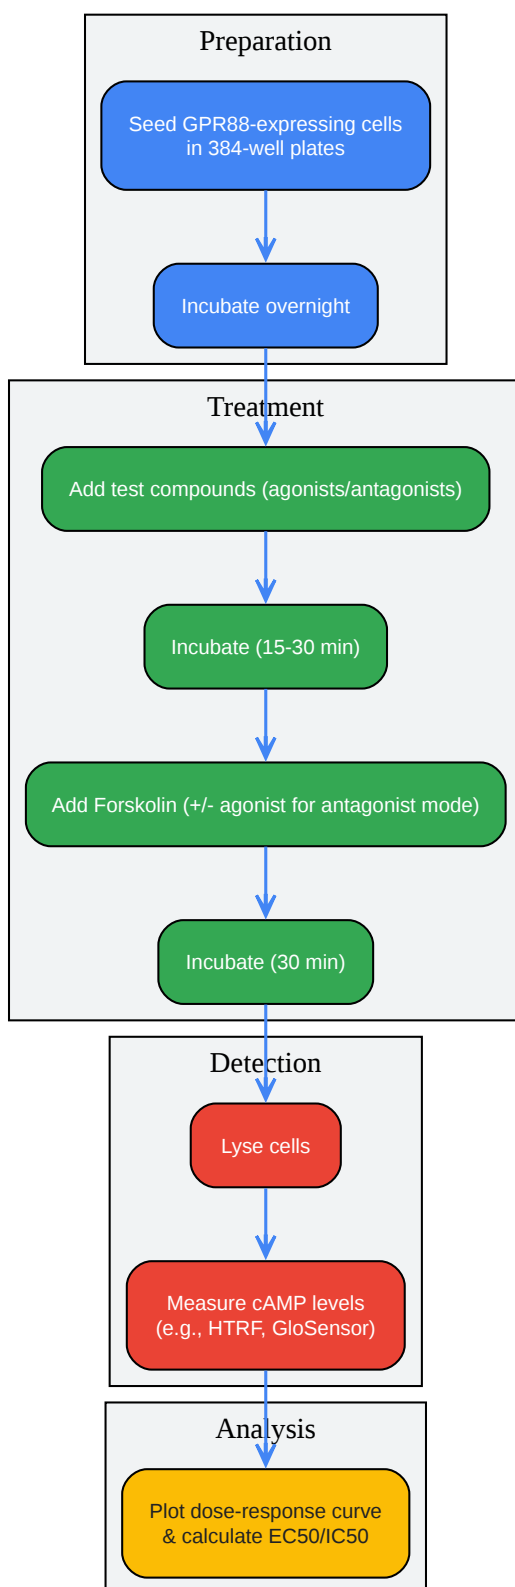 Preparation
Seed GPR88-expressing cells
in 384-well plates
Incubate overnight
Treatment
Add test compounds (agonists/antagonists)
Incubate (15-30 min)
Add Forskolin (+/- agonist for antagonist mode)
Incubate (30 min)
Detection
Lyse cells
Measure cAMP levels
(e.g., HTRF, GloSensor)
Analysis
Plot dose-response curve
& calculate EC50/IC50